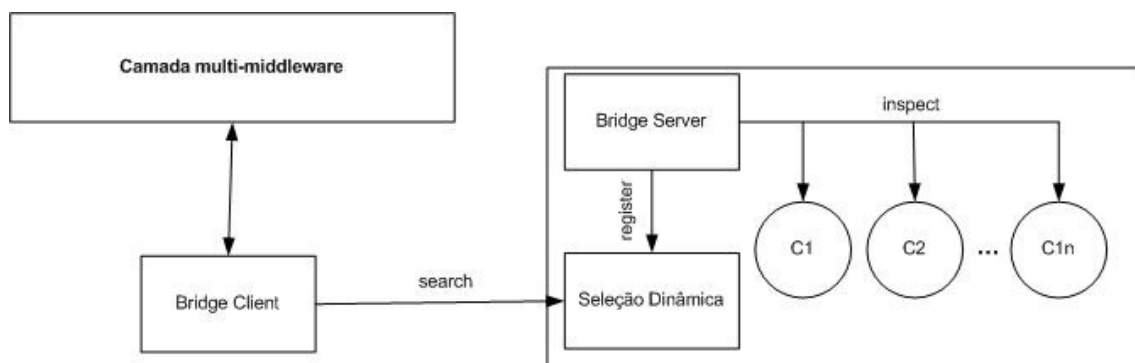 Camada multi-middleware
Bridge Server
inspect
register
C1
C2
...
C1n
Bridge Client
search
Seleção Dinâmica